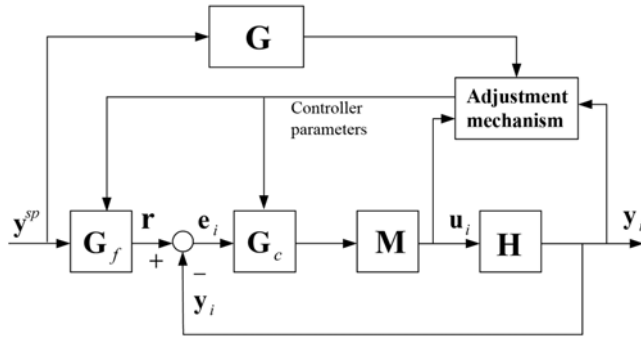 G
Adjustment
mechanism
Controller
parameters
y^sp
G_f
r
+
−
e_i
G_c
M
u_i
H
y_i
y_i